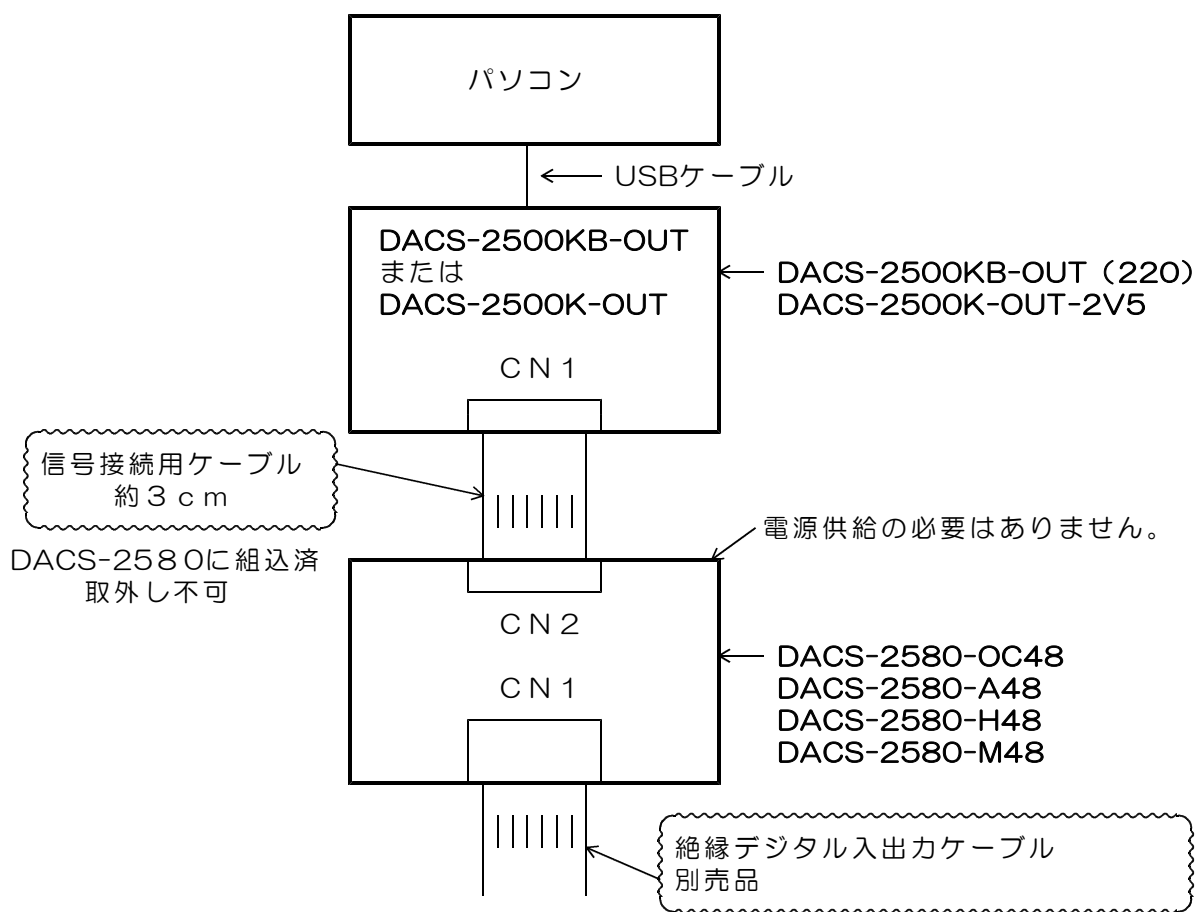 パソコン
USBケーブル
DACS-2500KB-OUT
または
DACS-2500K-OUT
DACS-2500KB-OUT（220）
DACS-2500K-OUT-2V5
ＣＮ１
信号接続用ケーブル
約３ｃｍ
DACS-2580に組込済
取外し不可
電源供給の必要はありません。
ＣＮ２
ＣＮ１
DACS-2580-OC48
DACS-2580-A48
DACS-2580-H48
DACS-2580-M48
絶縁デジタル入出力ケーブル
別売品